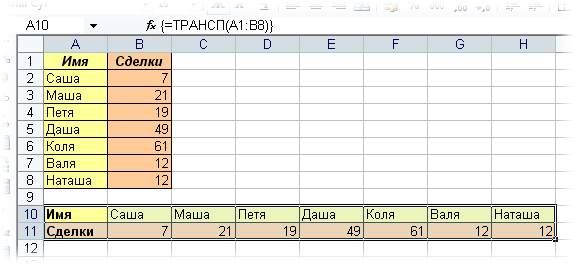 A10 fx {=ТРАНСП(A1:B8)}
A B C D E F G H
1 Имя Сделки
2 Саша 7
3 Маша 21
4 Петя 19
5 Даша 49
6 Коля 61
7 Валя 12
8 Наташа 12
9
10 Имя Саша Маша Петя Даша Коля Валя Наташа
11 Сделки 7 21 19 49 61 12 12
12